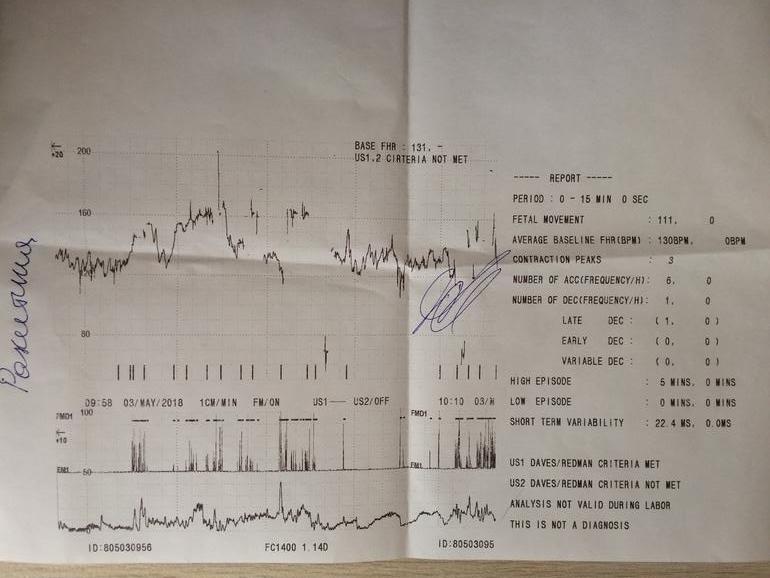 BASE FHR : 131. -
US1.2 CIRTERIA NOT MET
+20
200
160
80
09:58 03/MAY/2018 1CM/MIN FM/ON US1— US2/OFF 10:10 03/M
FMD1 100 FMD1
+10
FM1 50 FM1
0
ID:805030956 FC1400 1.14D ID:80503095
----- REPORT -----
PERIOD : 0 - 15 MIN 0 SEC
FETAL MOVEMENT : 111, 0
AVERAGE BASELINE FHR(BPM) : 130BPM, 0BPM
CONTRACTION PEAKS : 3
NUMBER OF ACC(FREQUENCY/H) : 6, 0
NUMBER OF DEC(FREQUENCY/H) : 1, 0
LATE DEC : ( 1, 0)
EARLY DEC : ( 0, 0)
VARIABLE DEC : ( 0, 0)
HIGH EPISODE : 5 MINS, 0 MINS
LOW EPISODE : 0 MINS, 0 MINS
SHORT TERM VARIABILITY : 22.4 MS, 0.0MS
US1 DAVES/REDMAN CRITERIA MET
US2 DAVES/REDMAN CRITERIA NOT MET
ANALYSIS NOT VALID DURING LABOR
THIS IS NOT A DIAGNOSIS